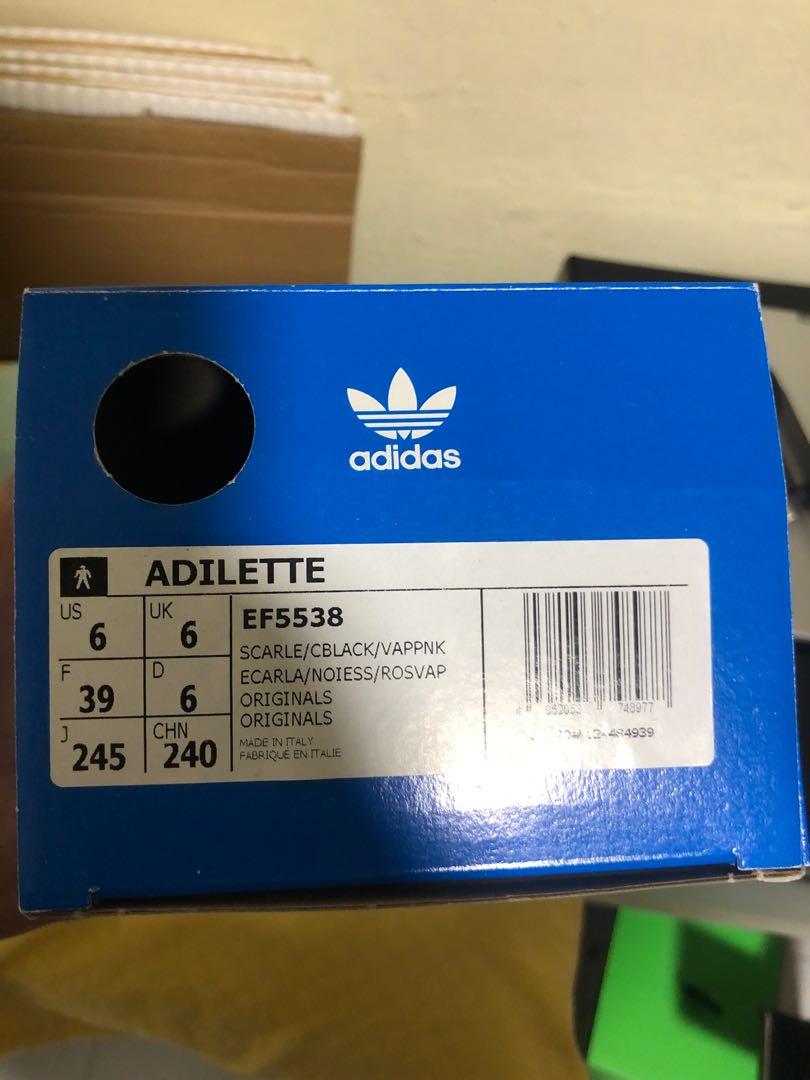 adidas
ADILETTE
US
6
UK
6
F
39
D
6
J
245
CHN
240
EF5538
SCARLE/CBLACK/VAPPNK
ECARLA/NOIESS/ROSVAP
ORIGINALS
ORIGINALS
MADE IN ITALY
FABRIQUÉ EN ITALIE
748977